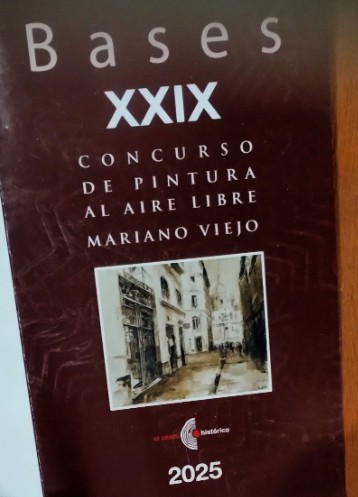 Bases
XXIX
CONCURSO
DE PINTURA
AL AIRE LIBRE
MARIANO VIEJO
histórico
2025